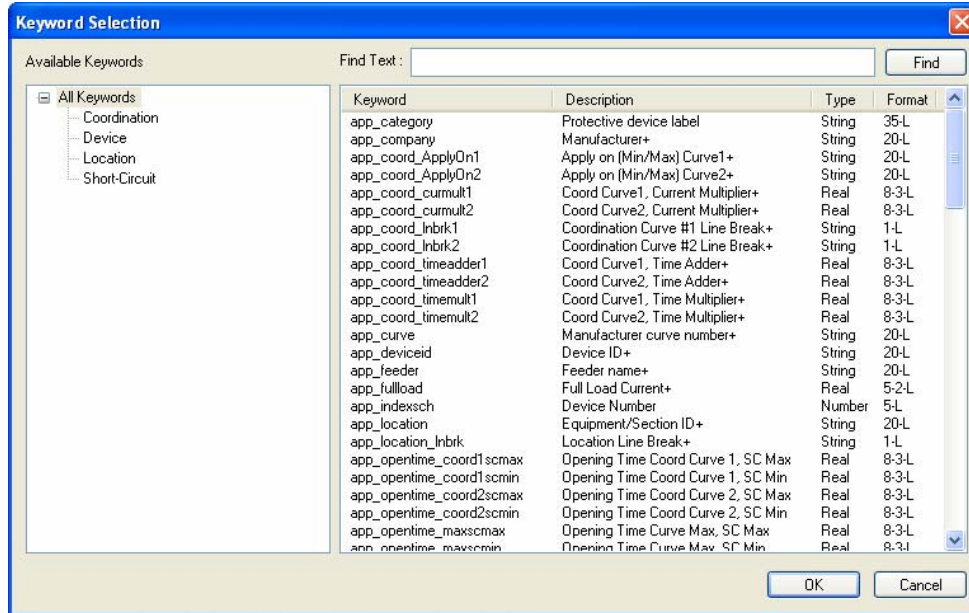 Keyword Selection
Available Keywords
Find Text :
Find
All Keywords
Coordination
Device
Location
Short-Circuit
Keyword Description Type Format
app_category Protective device label String 35-L
app_company Manufacturer+ String 20-L
app_coord_ApplyOn1 Apply on (Min/Max) Curve1+ String 20-L
app_coord_ApplyOn2 Apply on (Min/Max) Curve2+ String 20-L
app_coord_curmult1 Coord Curve1, Current Multiplier+ Real 8-3-L
app_coord_curmult2 Coord Curve2, Current Multiplier+ Real 8-3-L
app_coord_lnbrk1 Coordination Curve #1 Line Break+ String 1-L
app_coord_lnbrk2 Coordination Curve #2 Line Break+ String 1-L
app_coord_timeadder1 Coord Curve1, Time Adder+ Real 8-3-L
app_coord_timeadder2 Coord Curve2, Time Adder+ Real 8-3-L
app_coord_timemult1 Coord Curve1, Time Multiplier+ Real 8-3-L
app_coord_timemult2 Coord Curve2, Time Multiplier+ Real 8-3-L
app_curve Manufacturer curve number+ String 20-L
app_deviceid Device ID+ String 20-L
app_feeder Feeder name+ String 20-L
app_fullload Full Load Current+ Real 5-2-L
app_indexsch Device Number Number 5-L
app_location Equipment/Section ID+ String 20-L
app_location_lnbrk Location Line Break+ String 1-L
app_opentime_coord1scmax Opening Time Coord Curve 1, SC Max Real 8-3-L
app_opentime_coord1scmin Opening Time Coord Curve 1, SC Min Real 8-3-L
app_opentime_coord2scmax Opening Time Coord Curve 2, SC Max Real 8-3-L
app_opentime_coord2scmin Opening Time Coord Curve 2, SC Min Real 8-3-L
app_opentime_maxscmax Opening Time Curve Max, SC Max Real 8-3-L
app_opentime_maxscmin Opening Time Curve Max, SC Min Real 8-3-L
OK Cancel